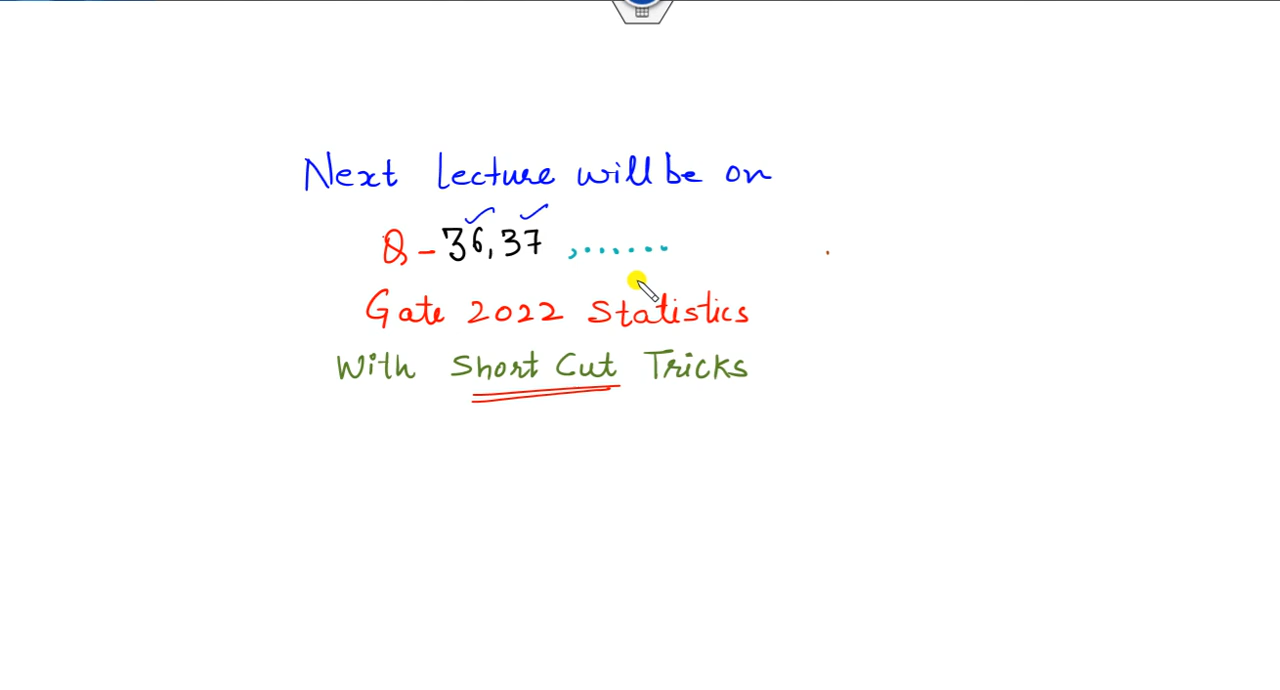 Next lecture will be on
Q - 36, 37 , ......
Gate 2022 Statistics
With Short Cut Tricks